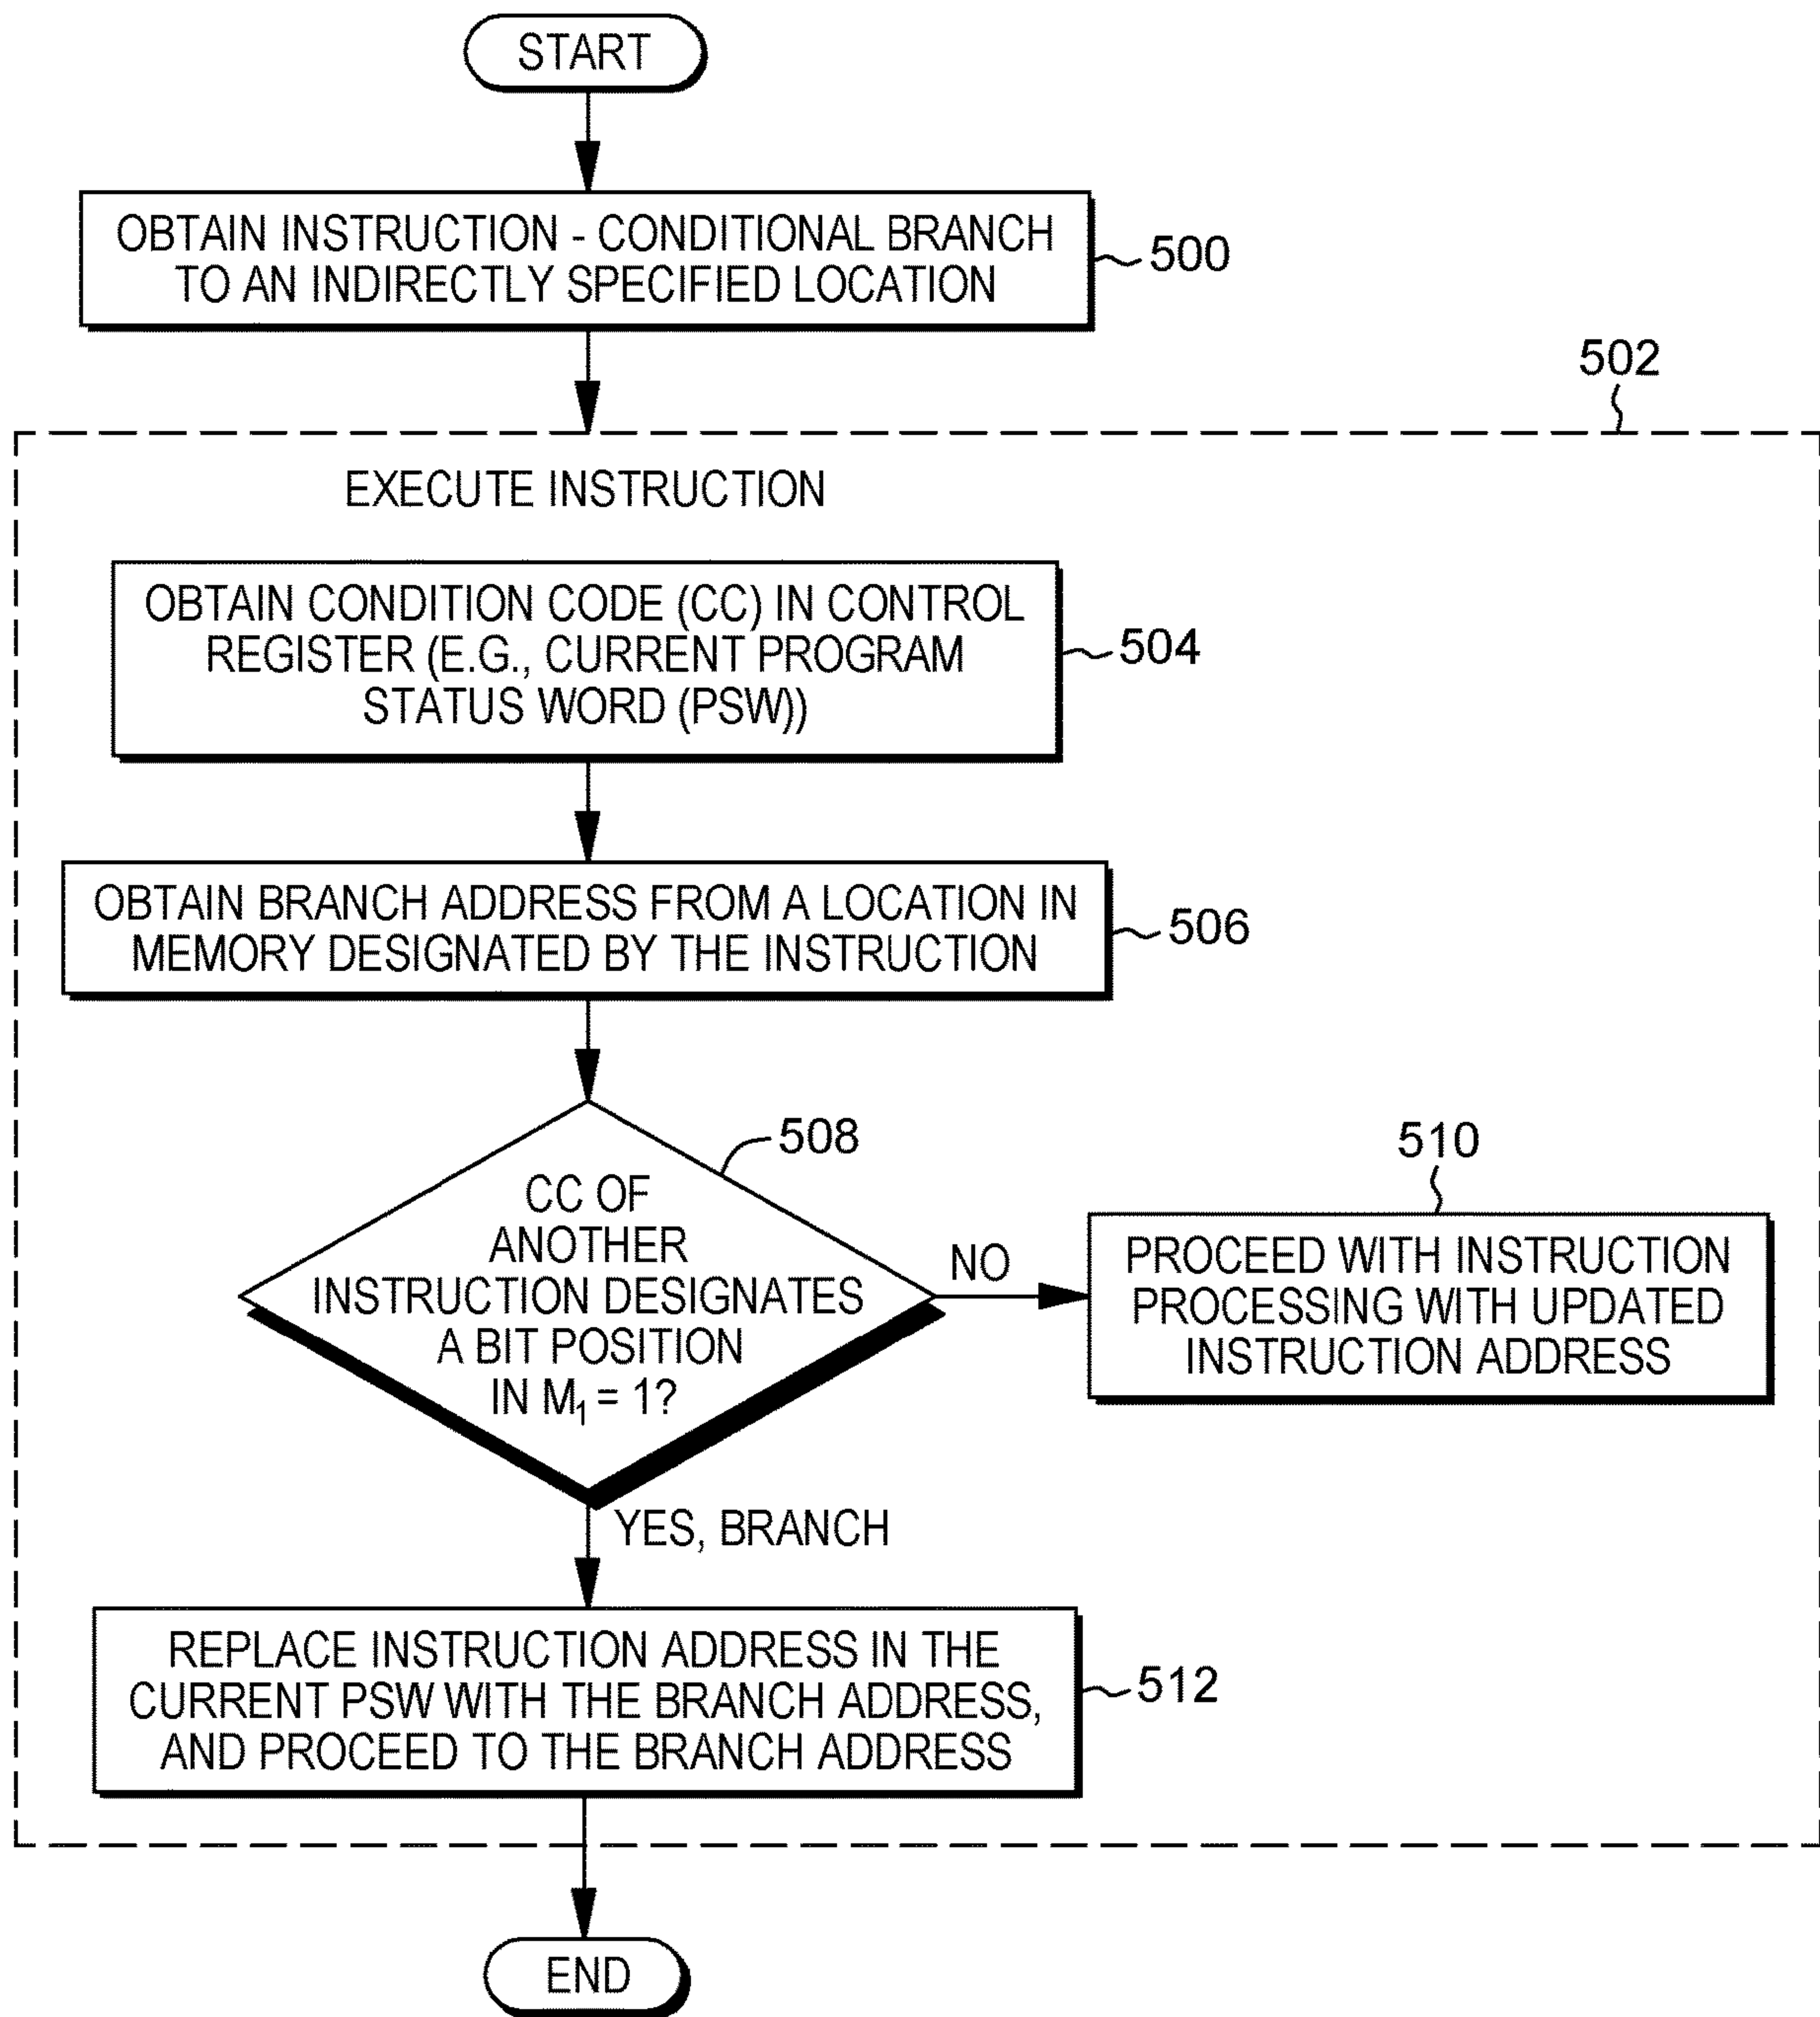 START
OBTAIN INSTRUCTION - CONDITIONAL BRANCH
TO AN INDIRECTLY SPECIFIED LOCATION
500
502
EXECUTE INSTRUCTION
OBTAIN CONDITION CODE (CC) IN CONTROL
REGISTER (E.G., CURRENT PROGRAM
STATUS WORD (PSW))
504
OBTAIN BRANCH ADDRESS FROM A LOCATION IN
MEMORY DESIGNATED BY THE INSTRUCTION
506
508
CC OF
ANOTHER
INSTRUCTION DESIGNATES
A BIT POSITION
IN M₁ = 1?
NO
510
PROCEED WITH INSTRUCTION
PROCESSING WITH UPDATED
INSTRUCTION ADDRESS
YES, BRANCH
REPLACE INSTRUCTION ADDRESS IN THE
CURRENT PSW WITH THE BRANCH ADDRESS,
AND PROCEED TO THE BRANCH ADDRESS
512
END